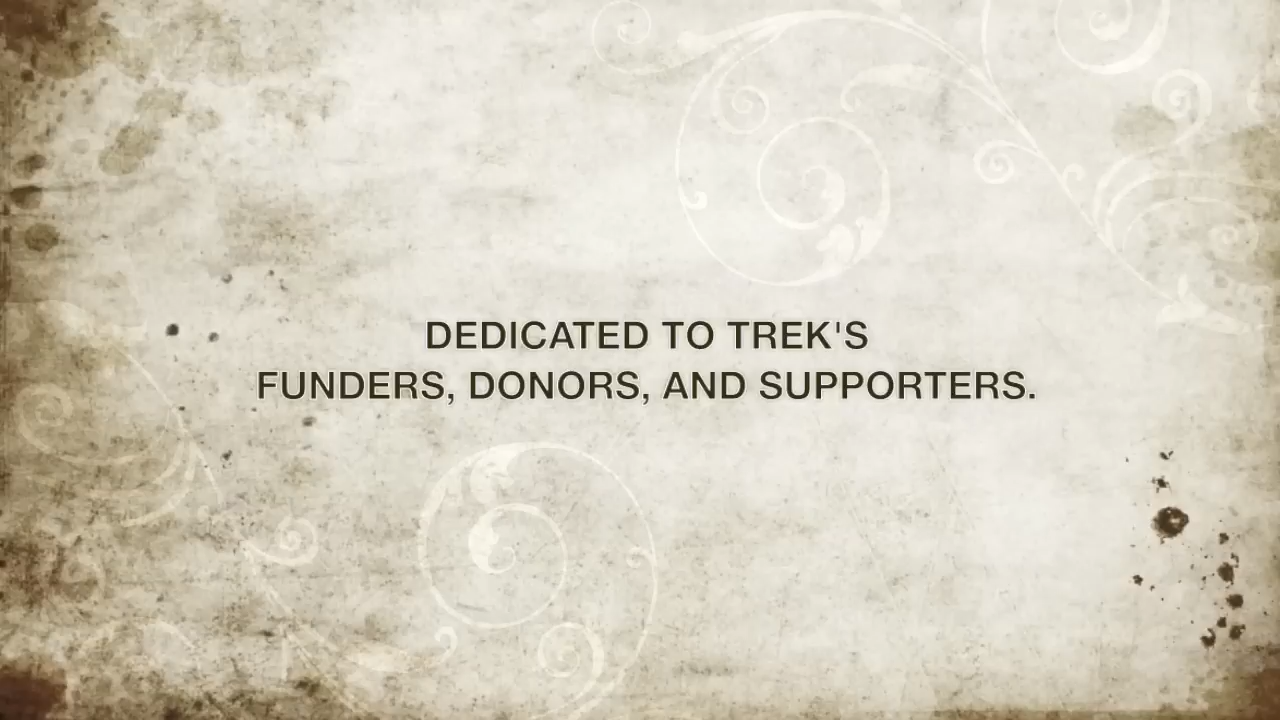 DEDICATED TO TREK'S
FUNDERS, DONORS, AND SUPPORTERS.